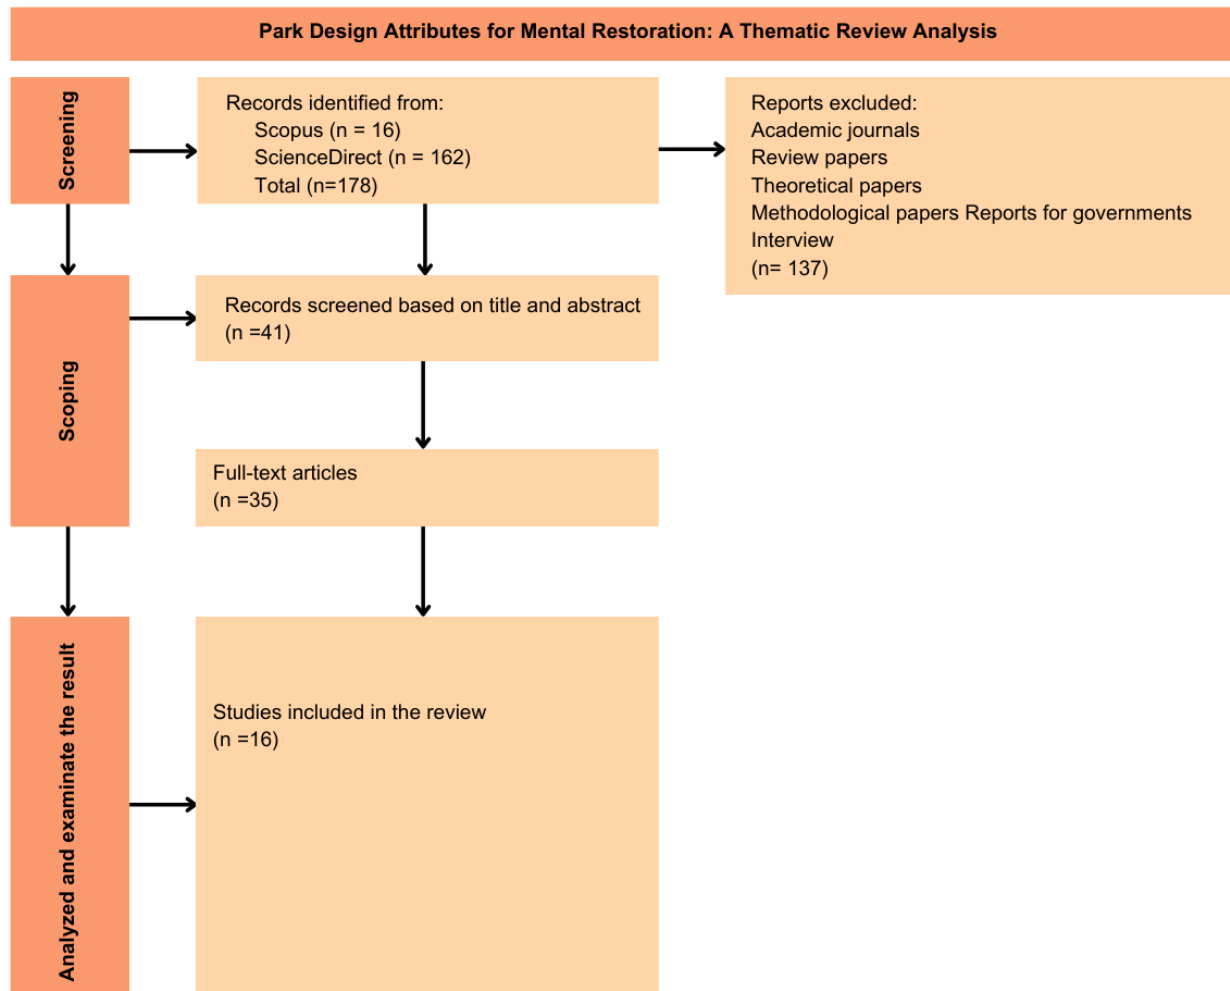 Park Design Attributes for Mental Restoration: A Thematic Review Analysis
Screening
Records identified from:
Scopus (n = 16)
ScienceDirect (n = 162)
Total (n=178)
Reports excluded:
Academic journals
Review papers
Theoretical papers
Methodological papers Reports for governments
Interview
(n= 137)
Scoping
Records screened based on title and abstract
(n =41)
Full-text articles
(n =35)
Analyzed and examinate the result
Studies included in the review
(n =16)